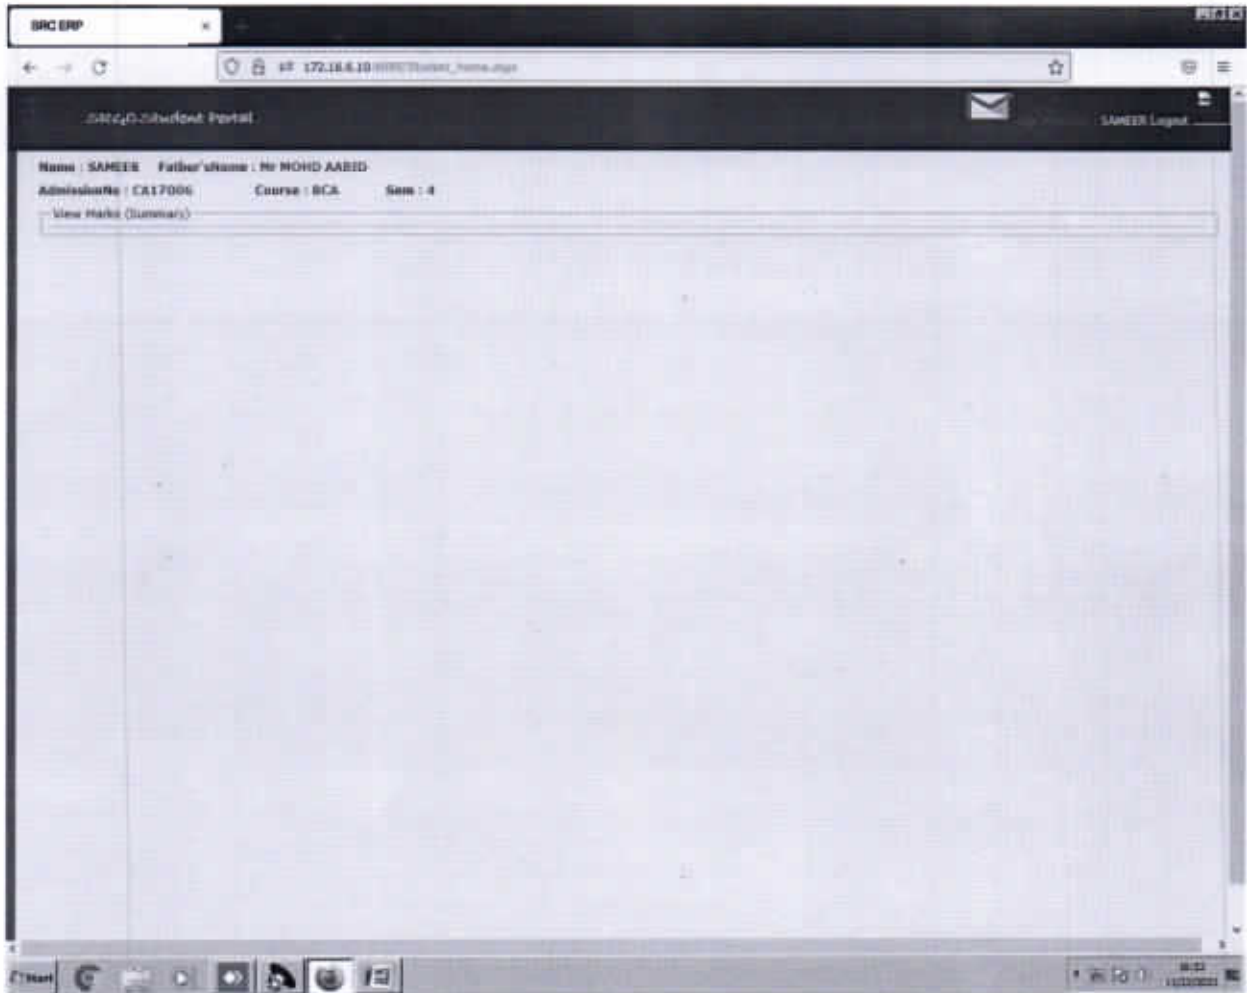 SRC ERP
172.16.6.10
Student Portal
SAMEER Logout
Name : SAMEER Father'sName : Mr MOHD AABID
AdmissionNo : CA17006 Course : BCA Sem : 4
View Marks (Summary)
Start